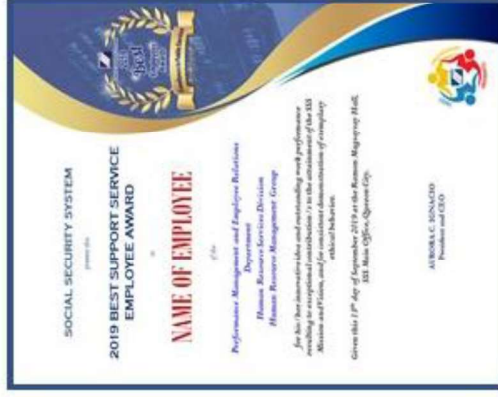 SOCIAL SECURITY SYSTEM
presents this
2019 BEST SUPPORT SERVICE
EMPLOYEE AWARD
to
NAME OF EMPLOYEE
of the
Performance Management and Employee Relations
Department
Human Resource Services Division
Human Resource Management Group
for his/her innovative idea and outstanding work performance
resulting to exceptional contribution/s to the attainment of the SSS
Mission and Vision, and for consistent demonstration of exemplary
ethical behavior.
Given this 13th day of September 2019 at the Ramon Magsaysay Hall,
SSS Main Office, Quezon City.
AURORA C. IGNACIO
President and CEO
2019
BEST